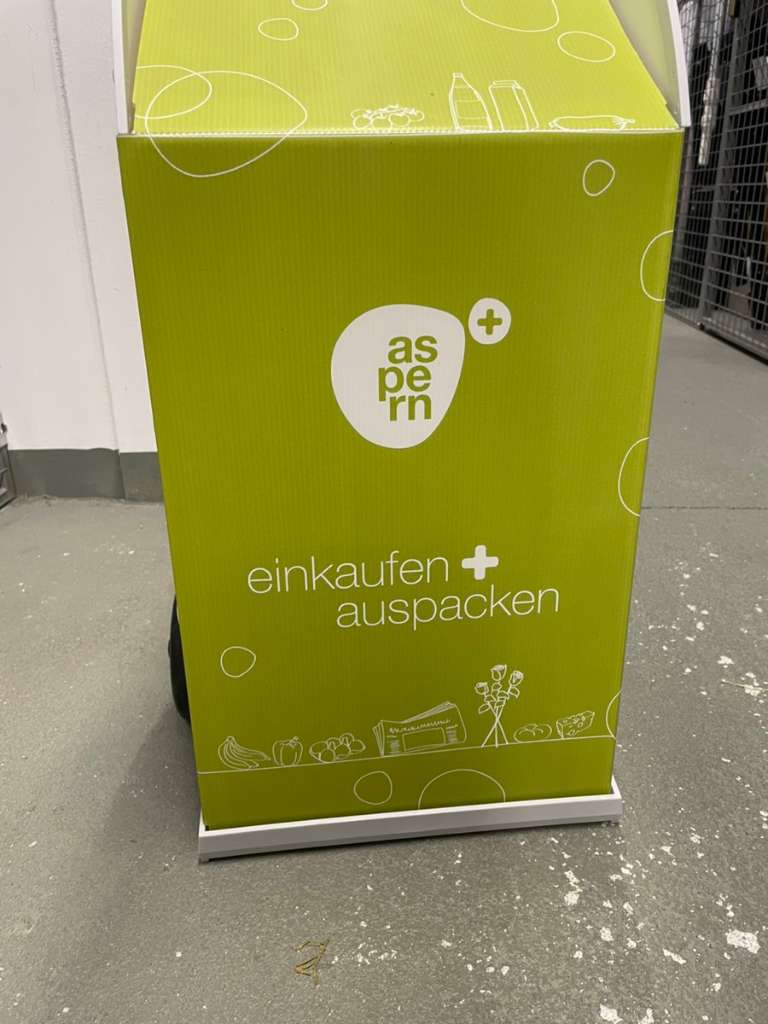 as
pe
rn
+
einkaufen +
auspacken